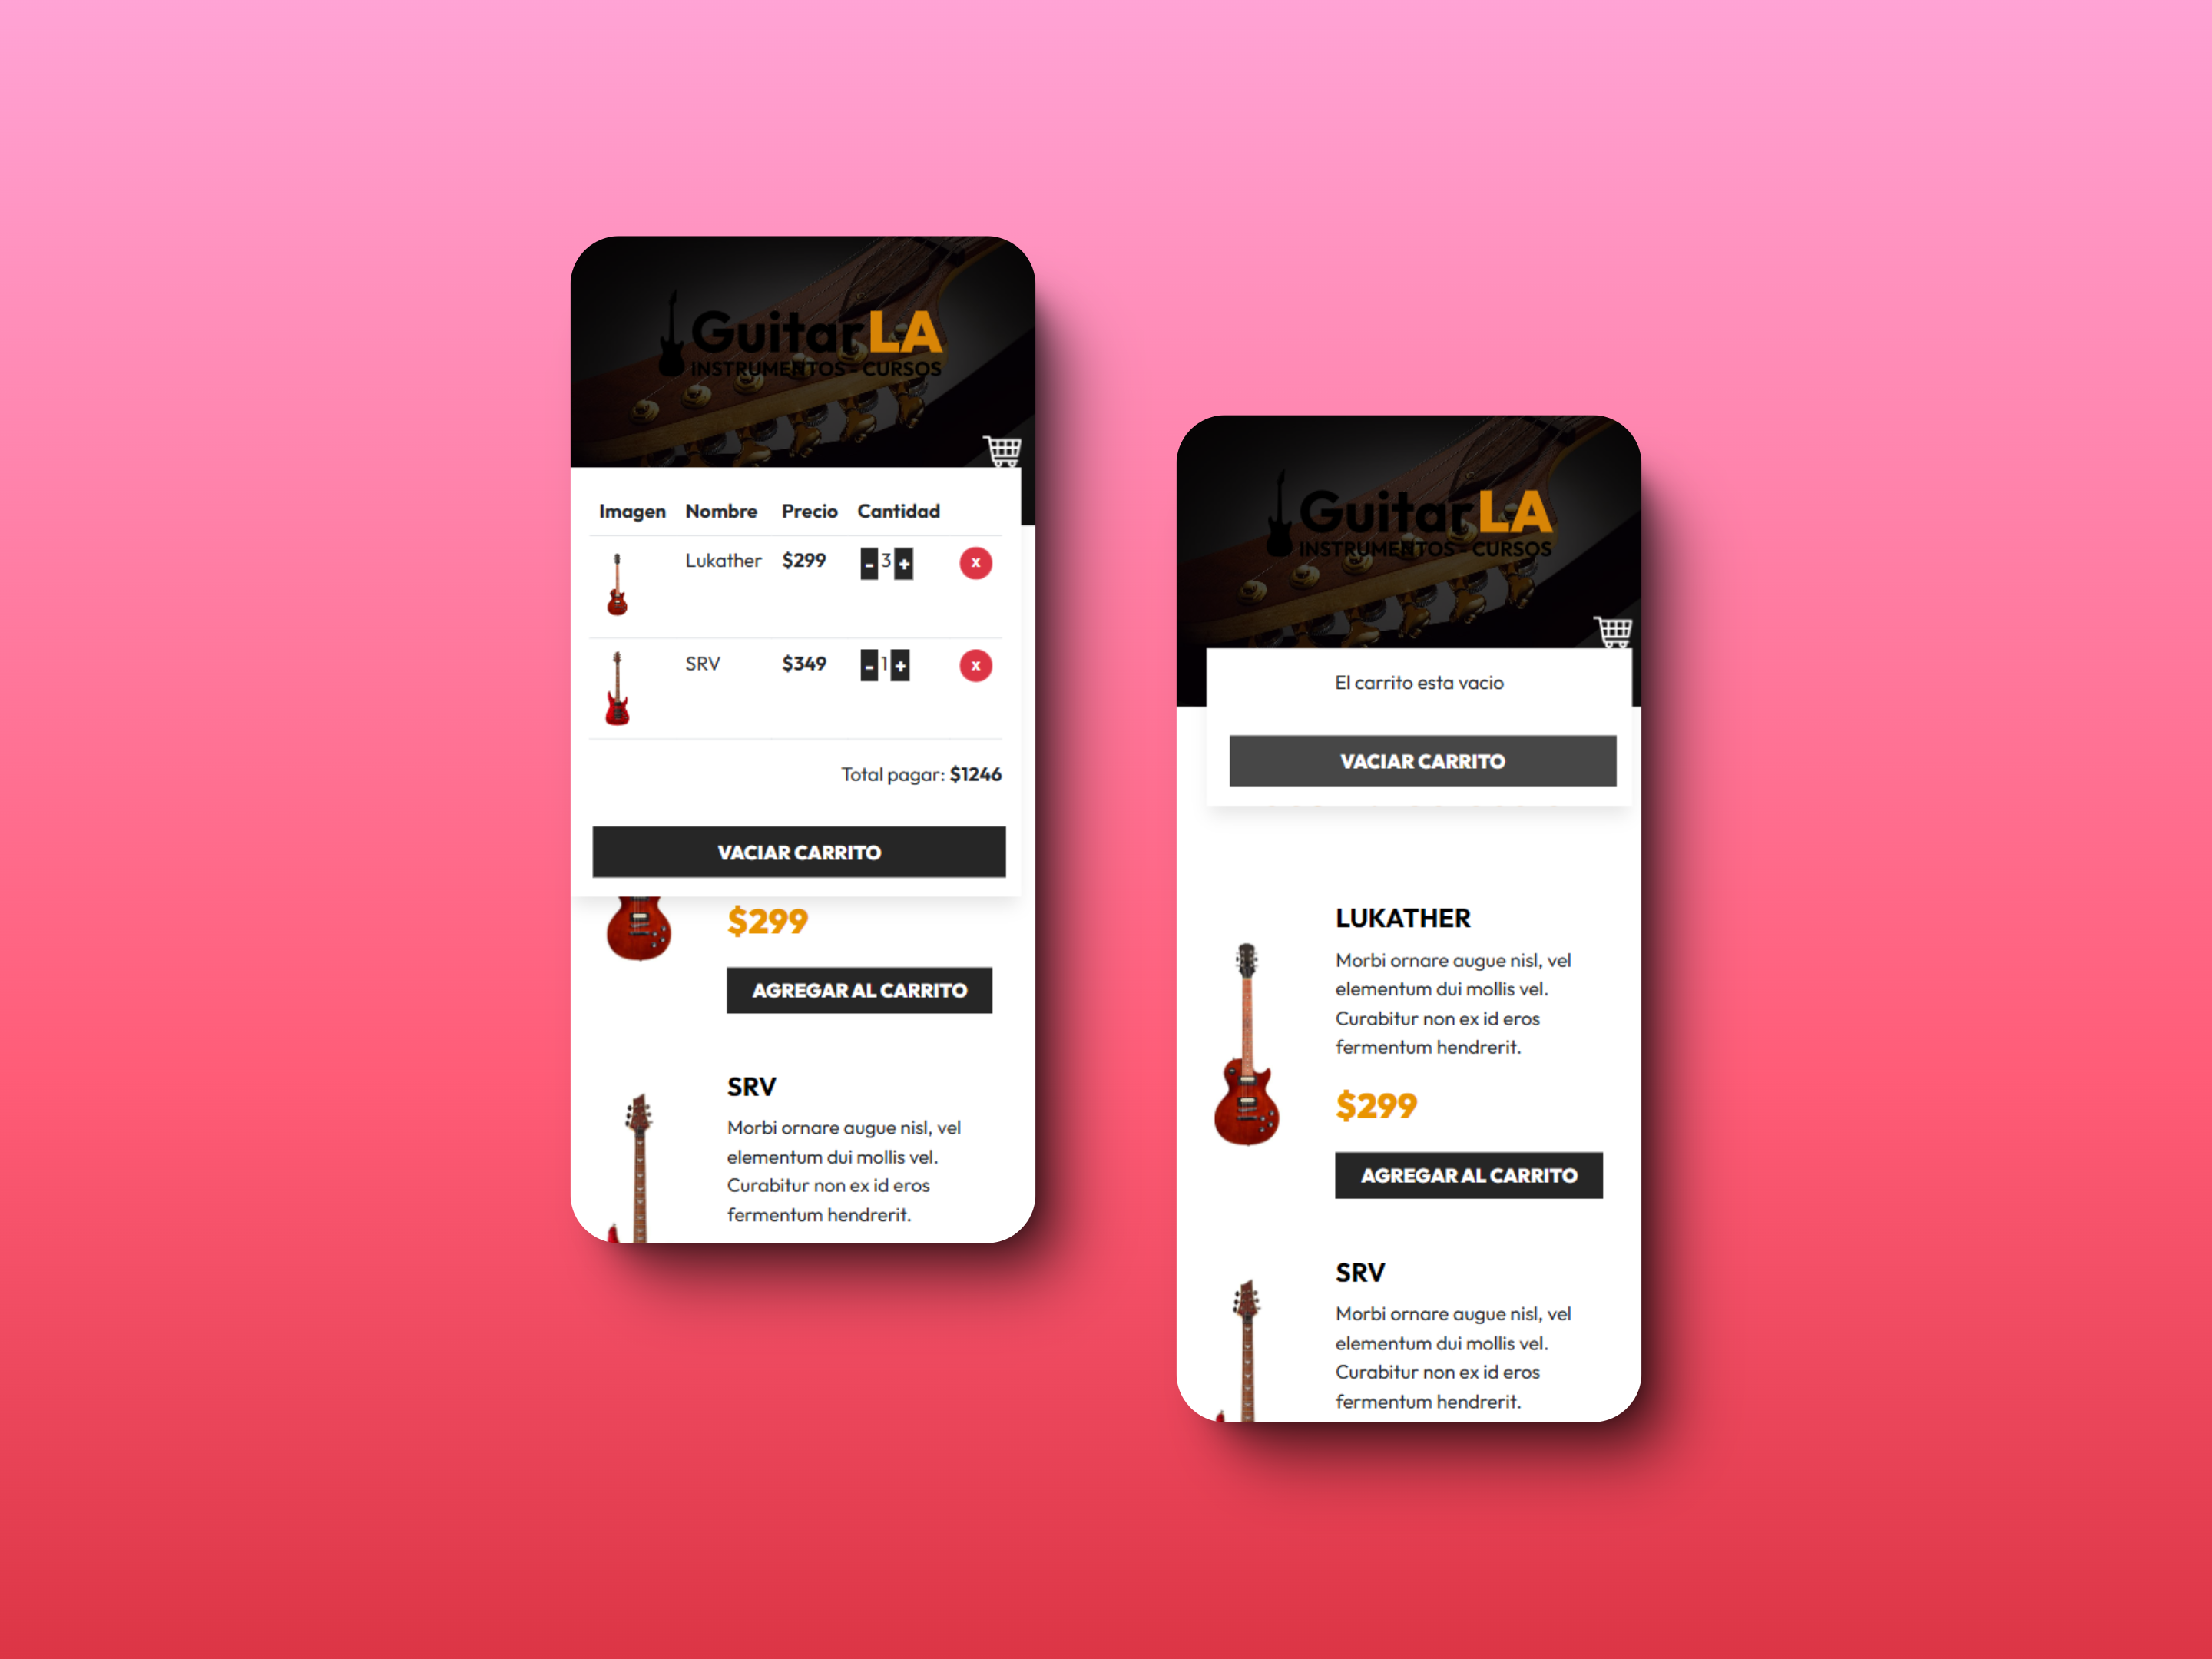 GuitarLA
INSTRUMENTOS - CURSOS
Imagen Nombre Precio Cantidad
Lukather $299 - 3 + x
SRV $349 - 1 + x
Total pagar: $1246
VACIAR CARRITO
$299
AGREGAR AL CARRITO
SRV
Morbi ornare augue nisl, vel
elementum dui mollis vel.
Curabitur non ex id eros
fermentum hendrerit.
GuitarLA
INSTRUMENTOS - CURSOS
El carrito esta vacio
VACIAR CARRITO
LUKATHER
Morbi ornare augue nisl, vel
elementum dui mollis vel.
Curabitur non ex id eros
fermentum hendrerit.
$299
AGREGAR AL CARRITO
SRV
Morbi ornare augue nisl, vel
elementum dui mollis vel.
Curabitur non ex id eros
fermentum hendrerit.